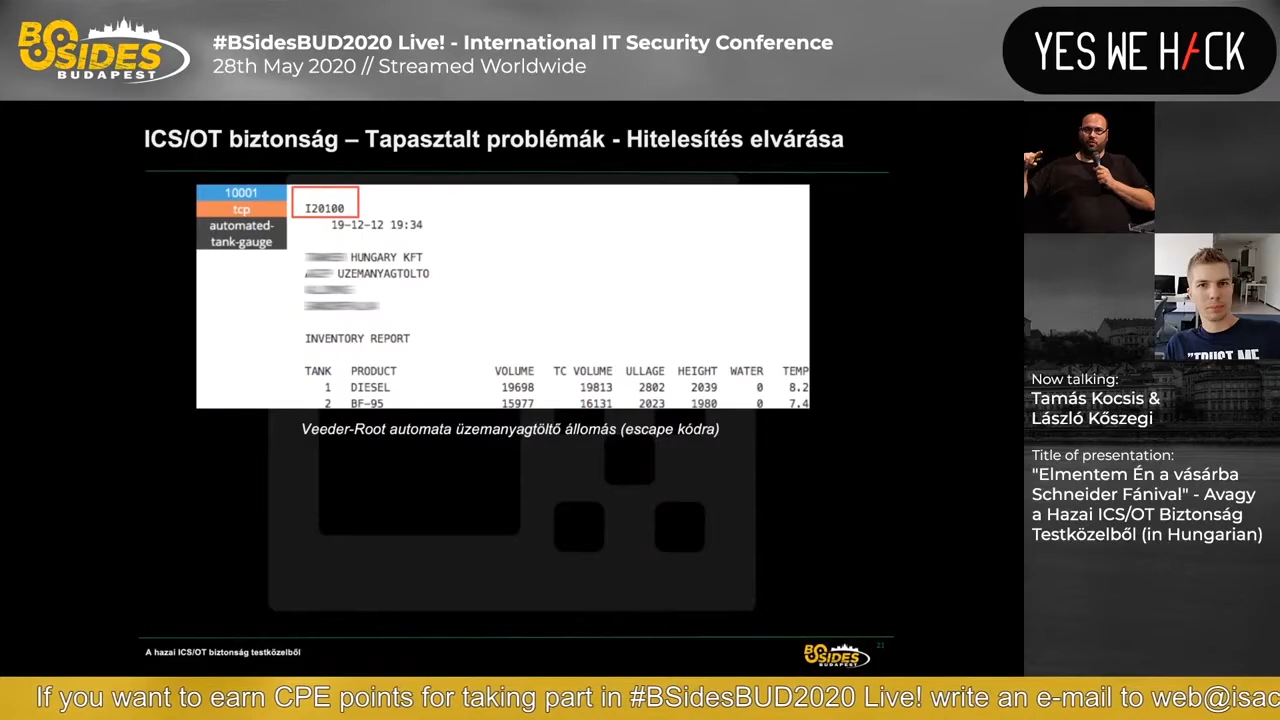 BSIDES
BUDAPEST
#BSidesBUD2020 Live! - International IT Security Conference
28th May 2020 // Streamed Worldwide
YES WE H/CK
ICS/OT biztonság – Tapasztalt problémák - Hitelesítés elvárása
10001
tcp
automated-
tank-gauge
I20100
19-12-12 19:34
HUNGARY KFT
UZEMANYAGTOLTO
INVENTORY REPORT
TANK PRODUCT VOLUME TC VOLUME ULLAGE HEIGHT WATER TEMP
1 DIESEL 19698 19813 2802 2039 0 8.2
2 BF-95 15977 16131 2023 1980 0 7.4
Veeder-Root automata üzemanyagtöltő állomás (escape kódra)
"TRUST ME
Now talking:
Tamás Kocsis &
László Kőszegi
Title of presentation:
"Elmentem Én a vásárba
Schneider Fánival" - Avagy
a Hazai ICS/OT Biztonság
Testközelből (in Hungarian)
A hazai ICS/OT biztonság testközelből
BSIDES
BUDAPEST
21
If you want to earn CPE points for taking part in #BSidesBUD2020 Live! write an e-mail to web@isac